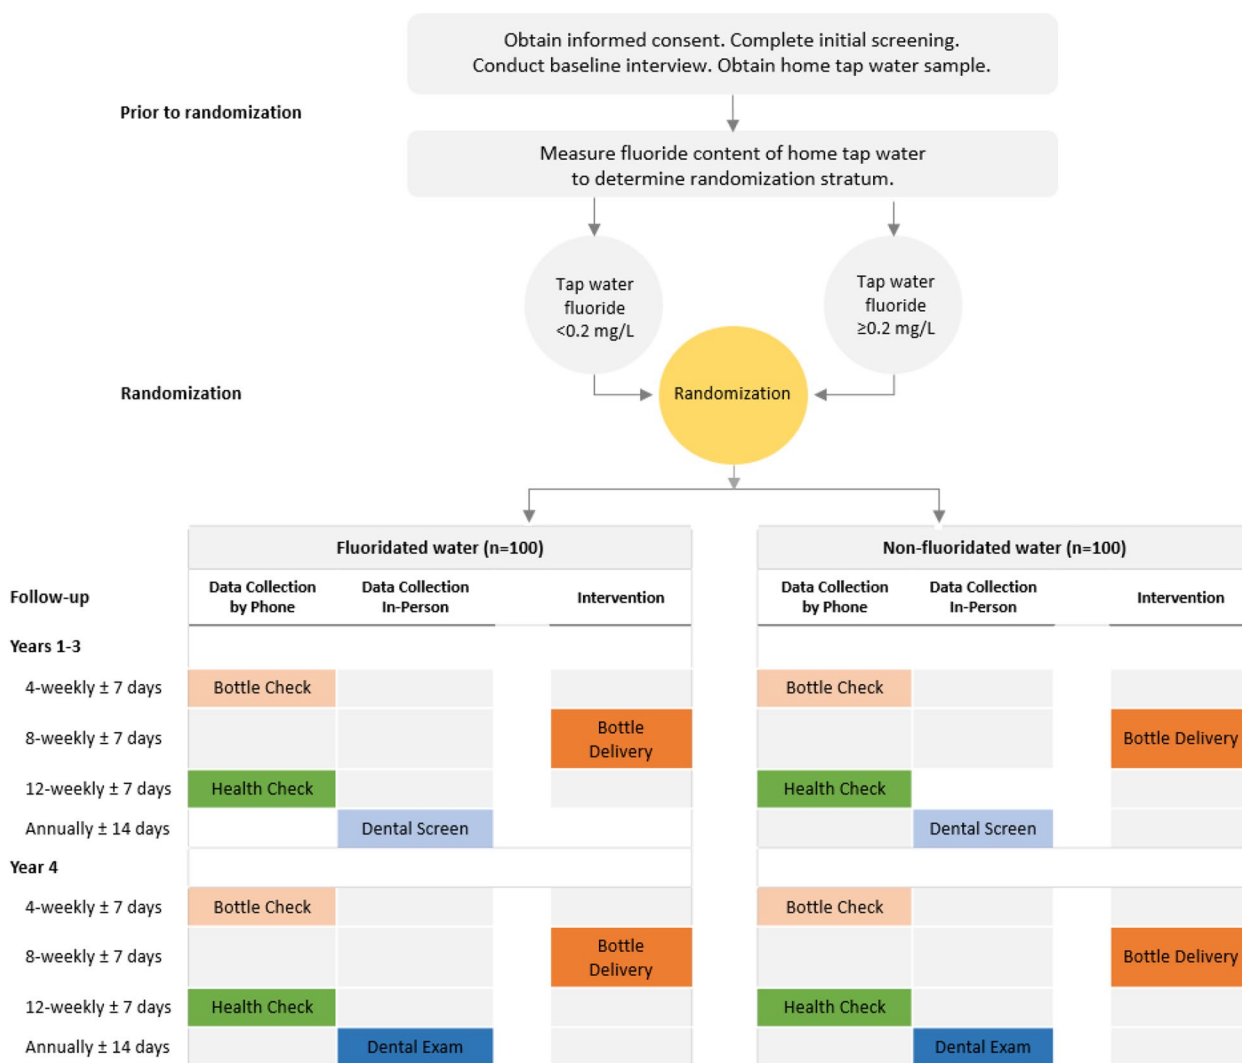 Obtain informed consent. Complete initial screening.
Conduct baseline interview. Obtain home tap water sample.
Prior to randomization
Measure fluoride content of home tap water
to determine randomization stratum.
Tap water
fluoride
<0.2 mg/L
Tap water
fluoride
≥0.2 mg/L
Randomization
Randomization
Fluoridated water (n=100)
Non-fluoridated water (n=100)
Follow-up
Data Collection
by Phone
Data Collection
In-Person
Intervention
Data Collection
by Phone
Data Collection
In-Person
Intervention
Years 1-3
4-weekly ± 7 days
Bottle Check
Bottle Check
8-weekly ± 7 days
Bottle
Delivery
Bottle Delivery
12-weekly ± 7 days
Health Check
Health Check
Annually ± 14 days
Dental Screen
Dental Screen
Year 4
4-weekly ± 7 days
Bottle Check
Bottle Check
8-weekly ± 7 days
Bottle
Delivery
Bottle Delivery
12-weekly ± 7 days
Health Check
Health Check
Annually ± 14 days
Dental Exam
Dental Exam